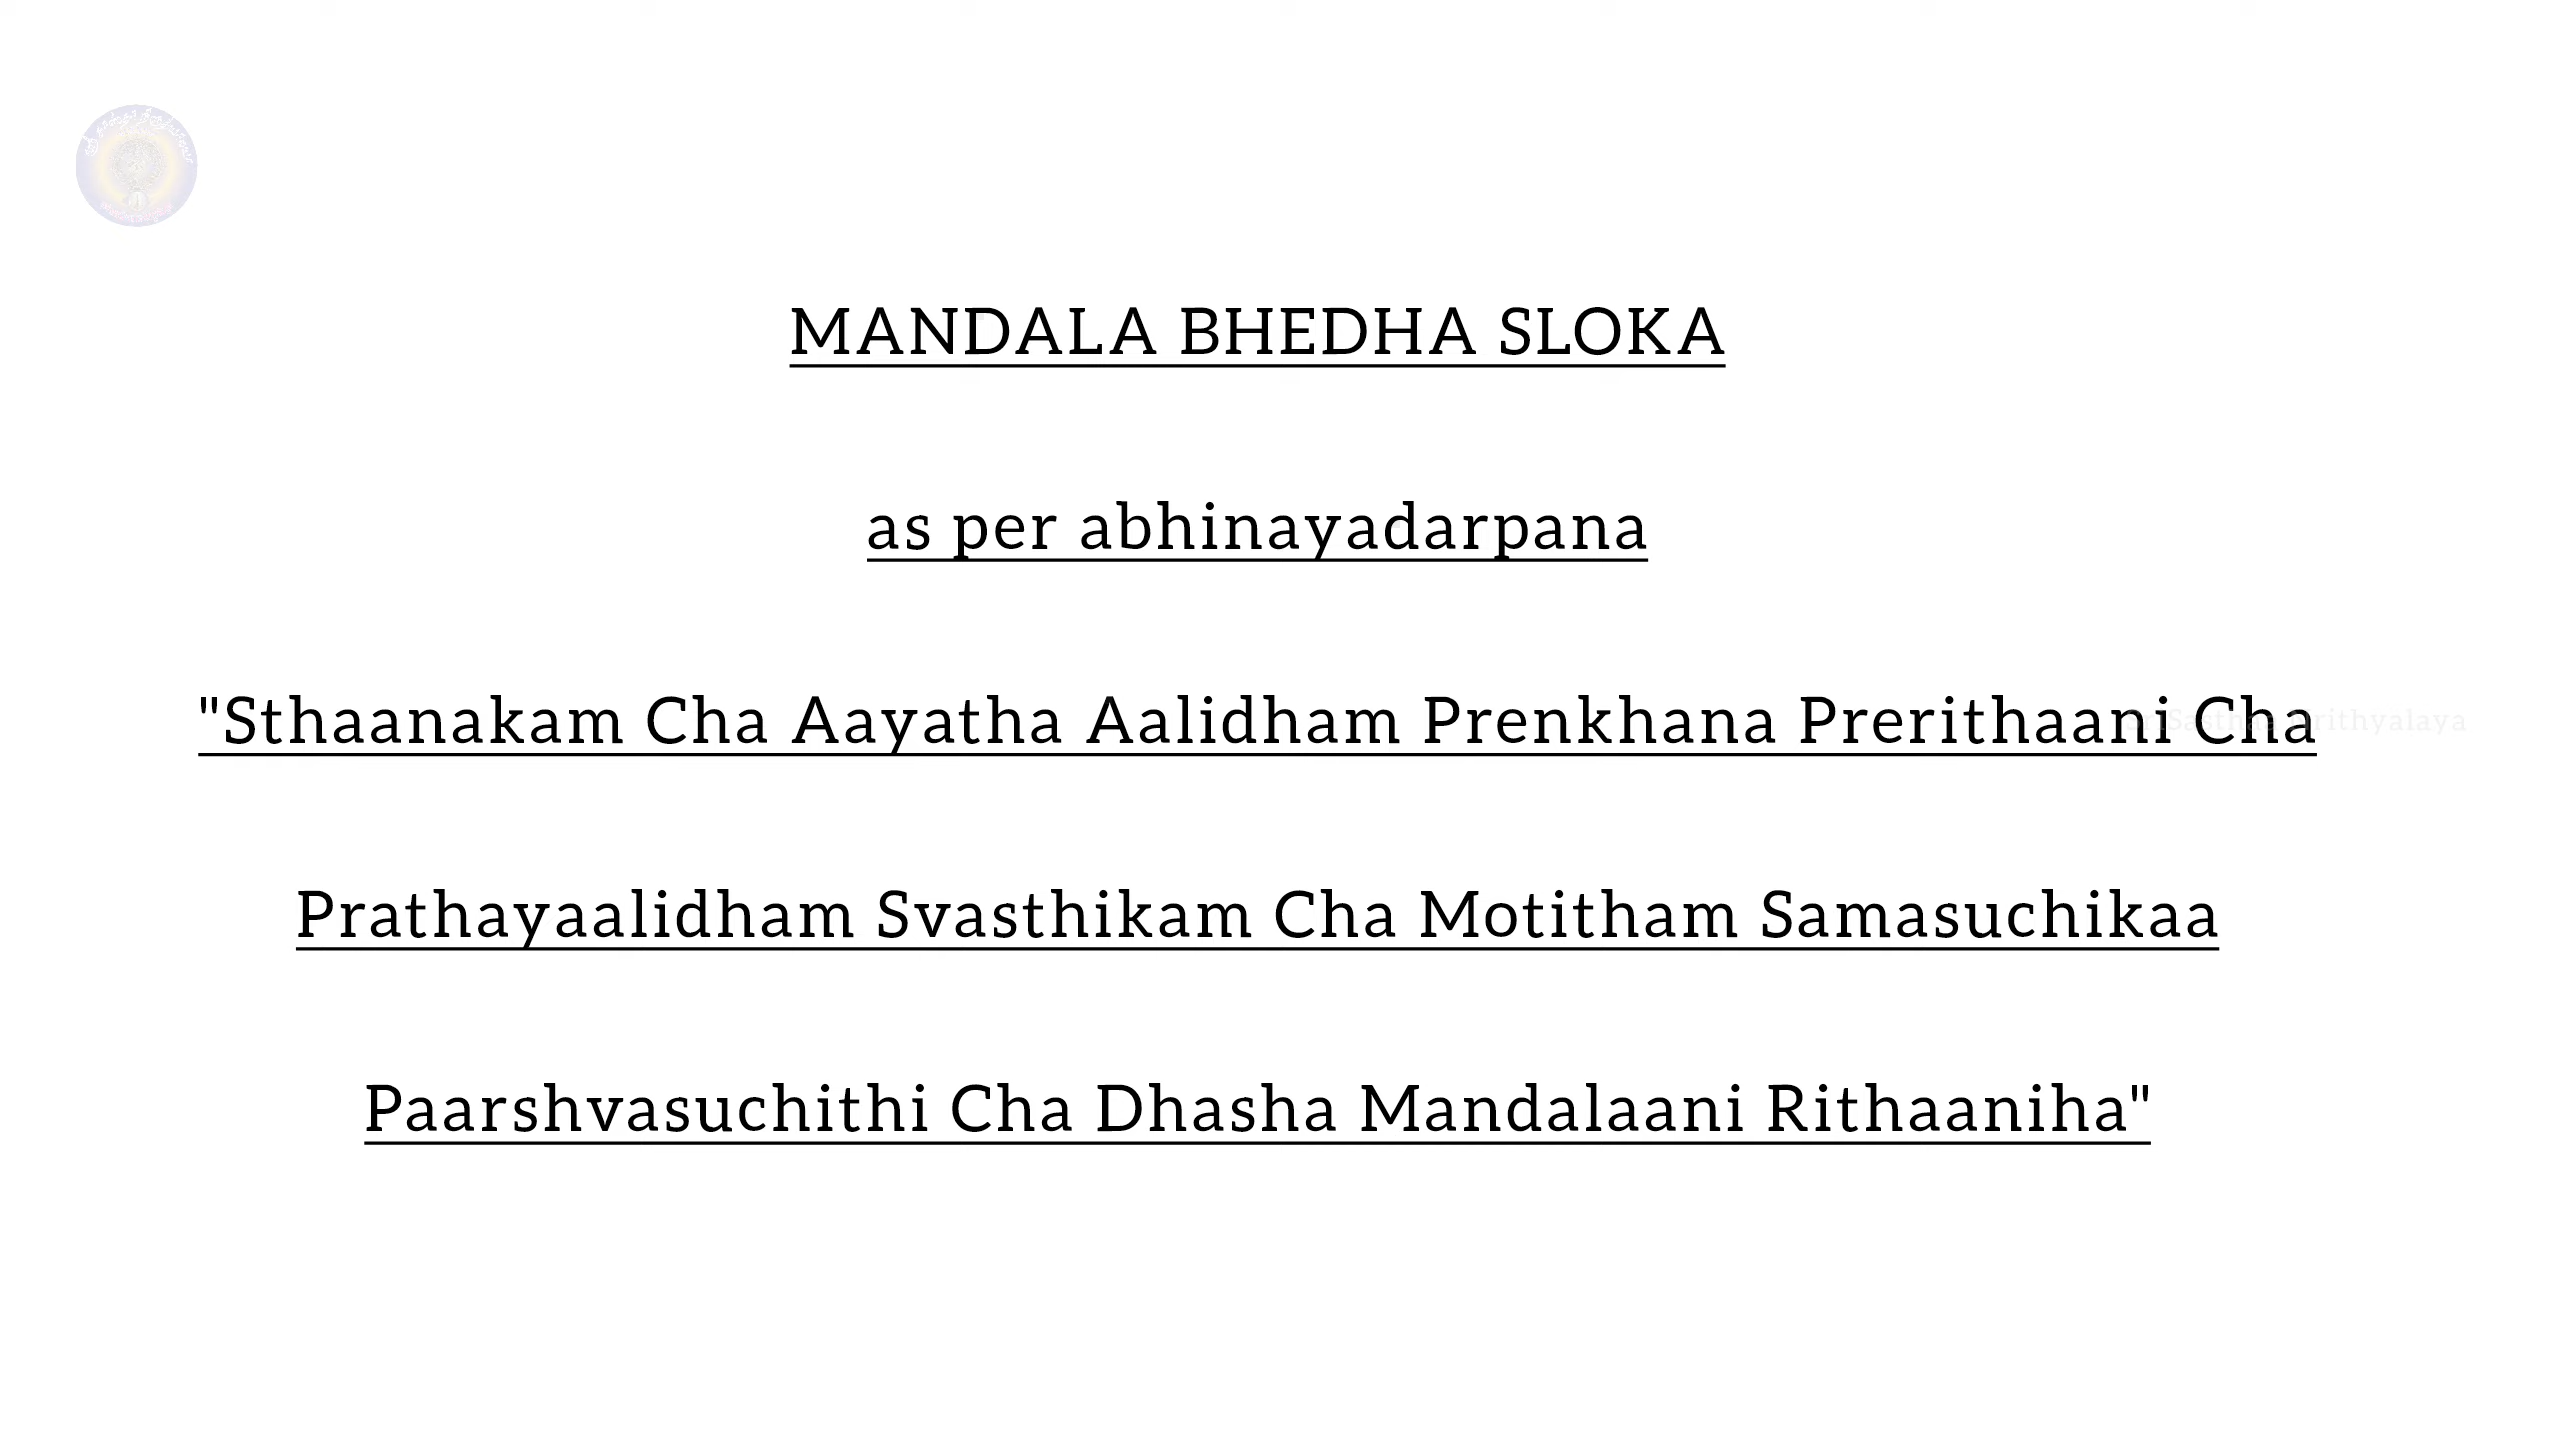 MANDALA BHEDHA SLOKA
as per abhinayadarpana
"Sthaanakam Cha Aayatha Aalidham Prenkhana Prerithaani Cha
Prathayaalidham Svasthikam Cha Motitham Samasuchikaa
Paarshvasuchithi Cha Dhasha Mandalaani Rithaaniha"